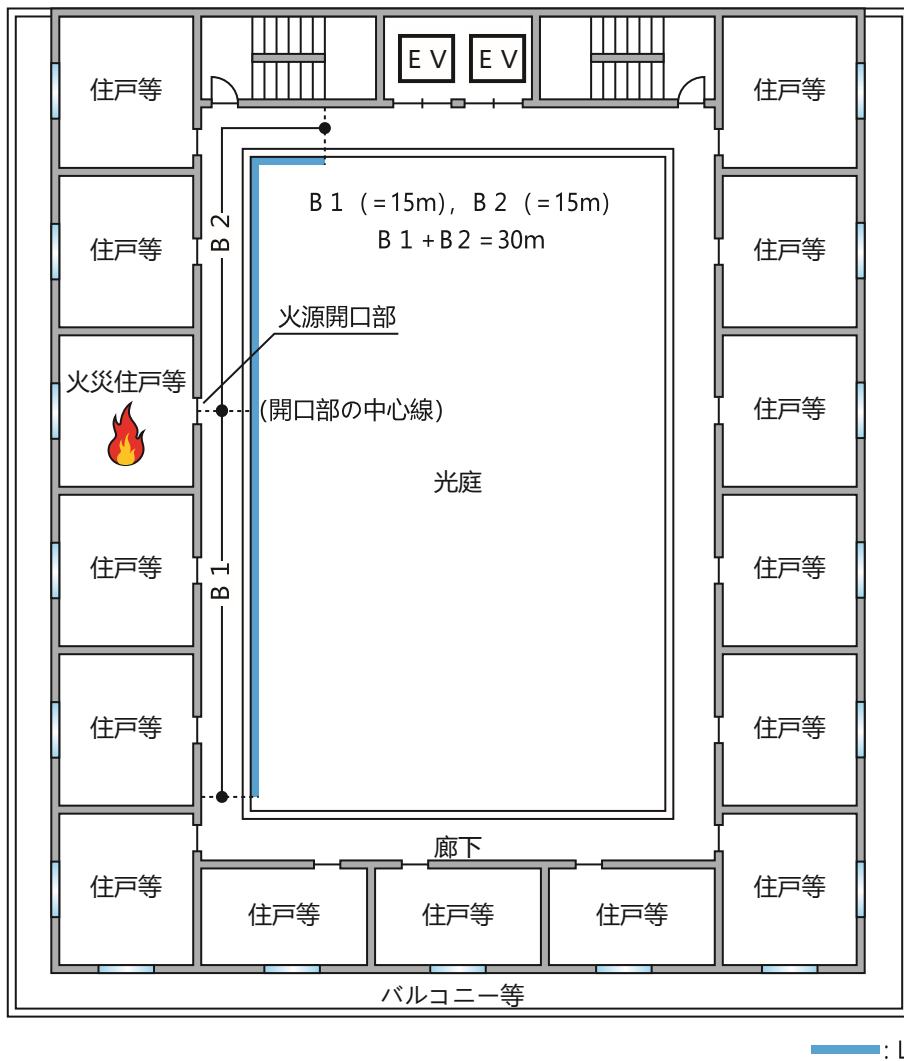 EV EV
住戸等 住戸等
B1 (=15m), B2 (=15m)
B1+B2=30m
B2
住戸等 住戸等
火源開口部
火災住戸等 (開口部の中心線) 住戸等
光庭
B1
住戸等 住戸等
住戸等 住戸等
廊下
住戸等 住戸等
住戸等 住戸等 住戸等
バルコニー等
: L